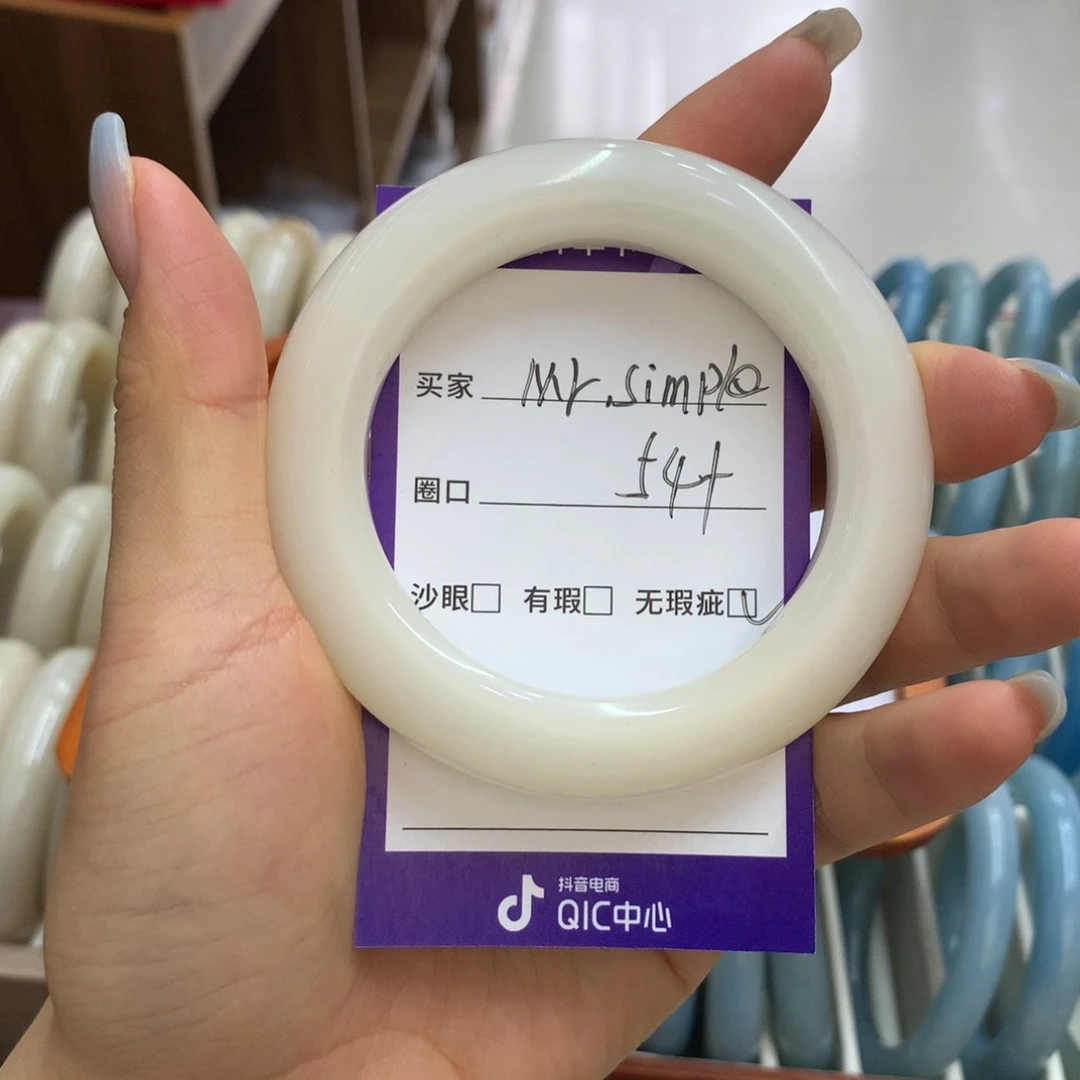 买家 Mr.simple
圈口 54+
沙眼□ 有瑕□ 无瑕疵☑
抖音电商
QIC中心